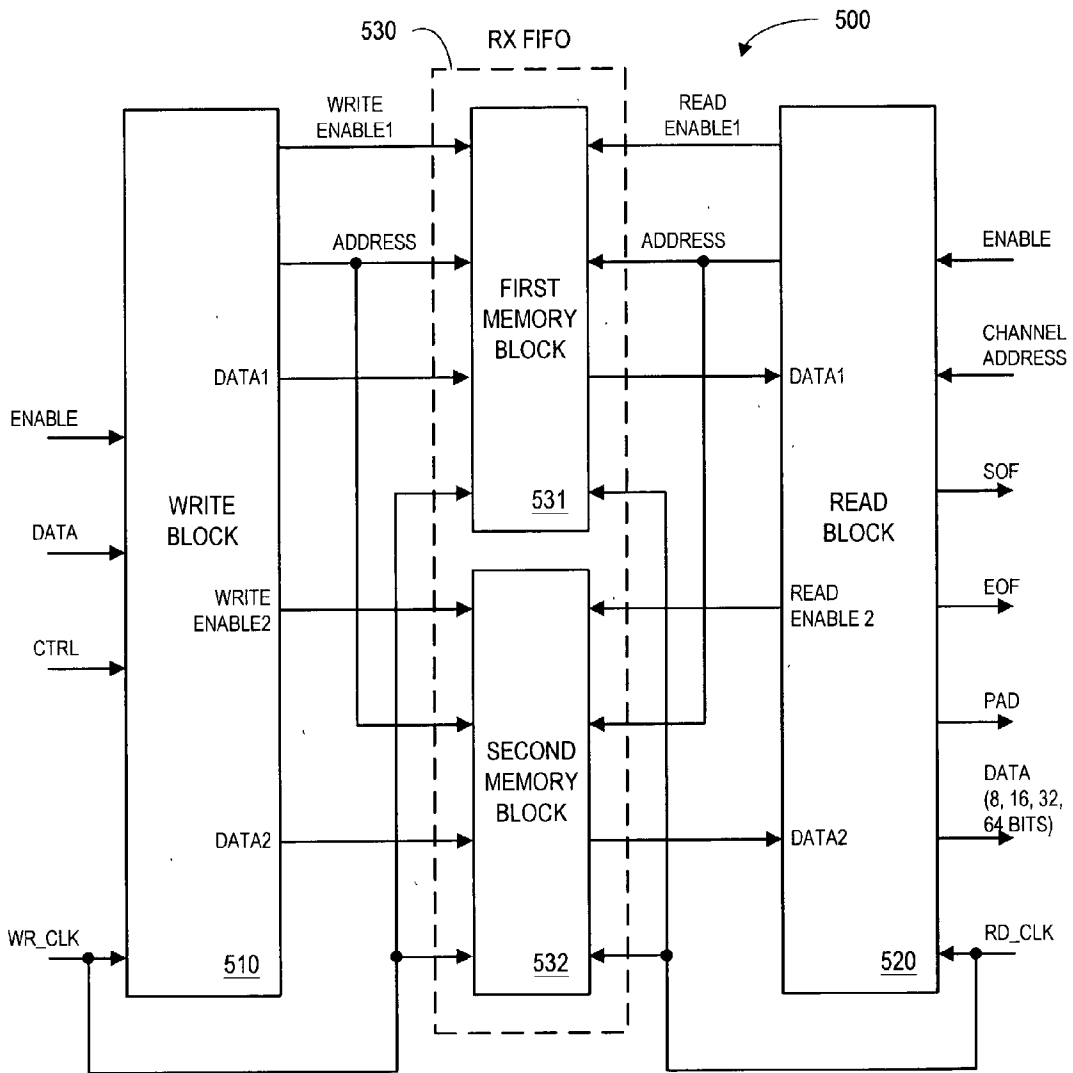 500
530
RX FIFO
WRITE
ENABLE1
READ
ENABLE1
ADDRESS
ADDRESS
ENABLE
FIRST
MEMORY
BLOCK
CHANNEL
ADDRESS
DATA1
DATA1
ENABLE
SOF
531
WRITE
BLOCK
READ
BLOCK
DATA
WRITE
ENABLE2
READ
ENABLE 2
EOF
CTRL
PAD
SECOND
MEMORY
BLOCK
DATA
(8, 16, 32,
64 BITS)
DATA2
DATA2
WR_CLK
RD_CLK
510
532
520